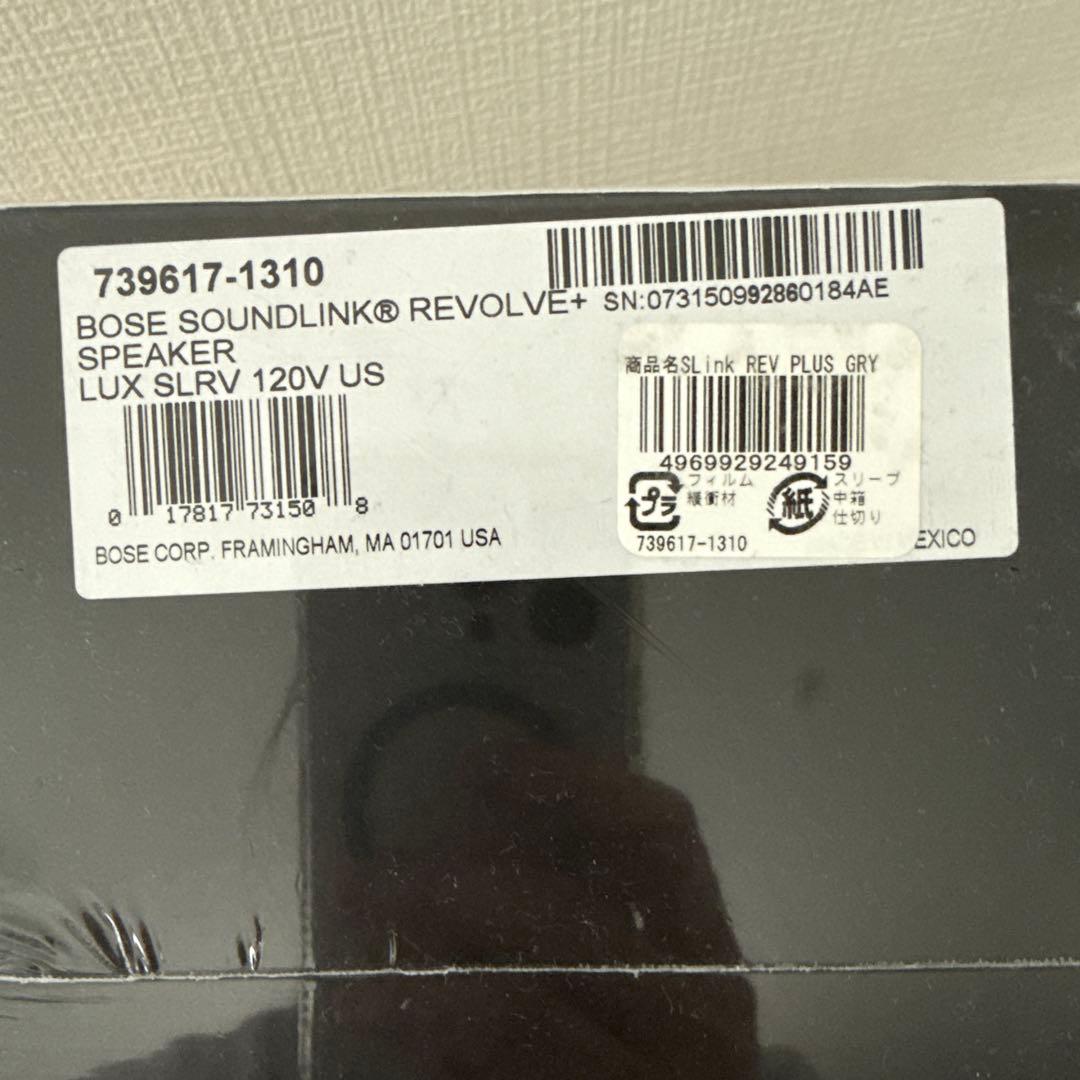 739617-1310
BOSE SOUNDLINK® REVOLVE+
SPEAKER
LUX SLRV 120V US
SN:073150992860184AE
0 17817 73150 8
BOSE CORP. FRAMINGHAM, MA 01701 USA
商品名SLink REV PLUS GRY
4969929249159
プラ
フィルム
緩衝材
紙
スリーブ
中箱
仕切り
739617-1310